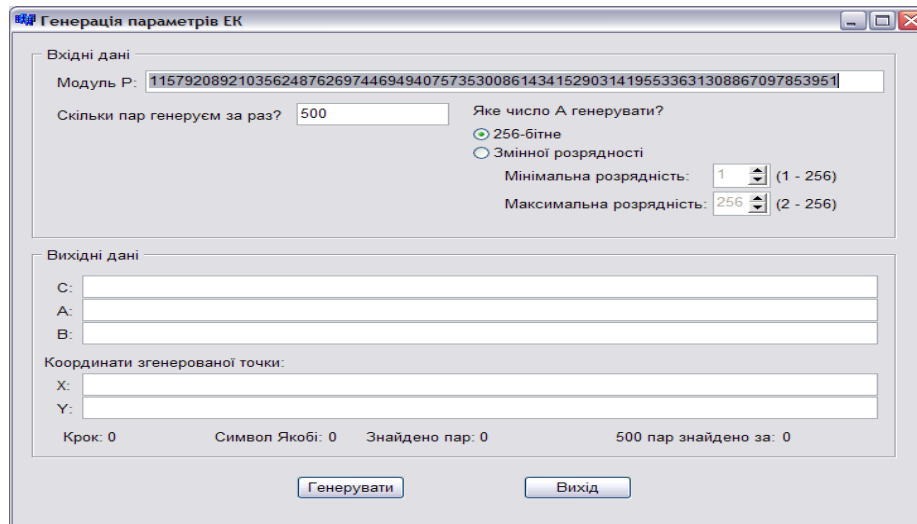 Генерація параметрів ЕК
Вхідні дані
Модуль P: 115792089210356248762697446949407573530086143415290314195533631308867097853951
Скільки пар генеруєм за раз? 500
Яке число А генерувати?
256-бітне
Змінної розрядності
Мінімальна розрядність: 1 (1 - 256)
Максимальна розрядність: 256 (2 - 256)
Вихідні дані
C:
A:
B:
Координати згенерованої точки:
X:
Y:
Крок: 0 Символ Якобі: 0 Знайдено пар: 0 500 пар знайдено за: 0
Генерувати Вихід